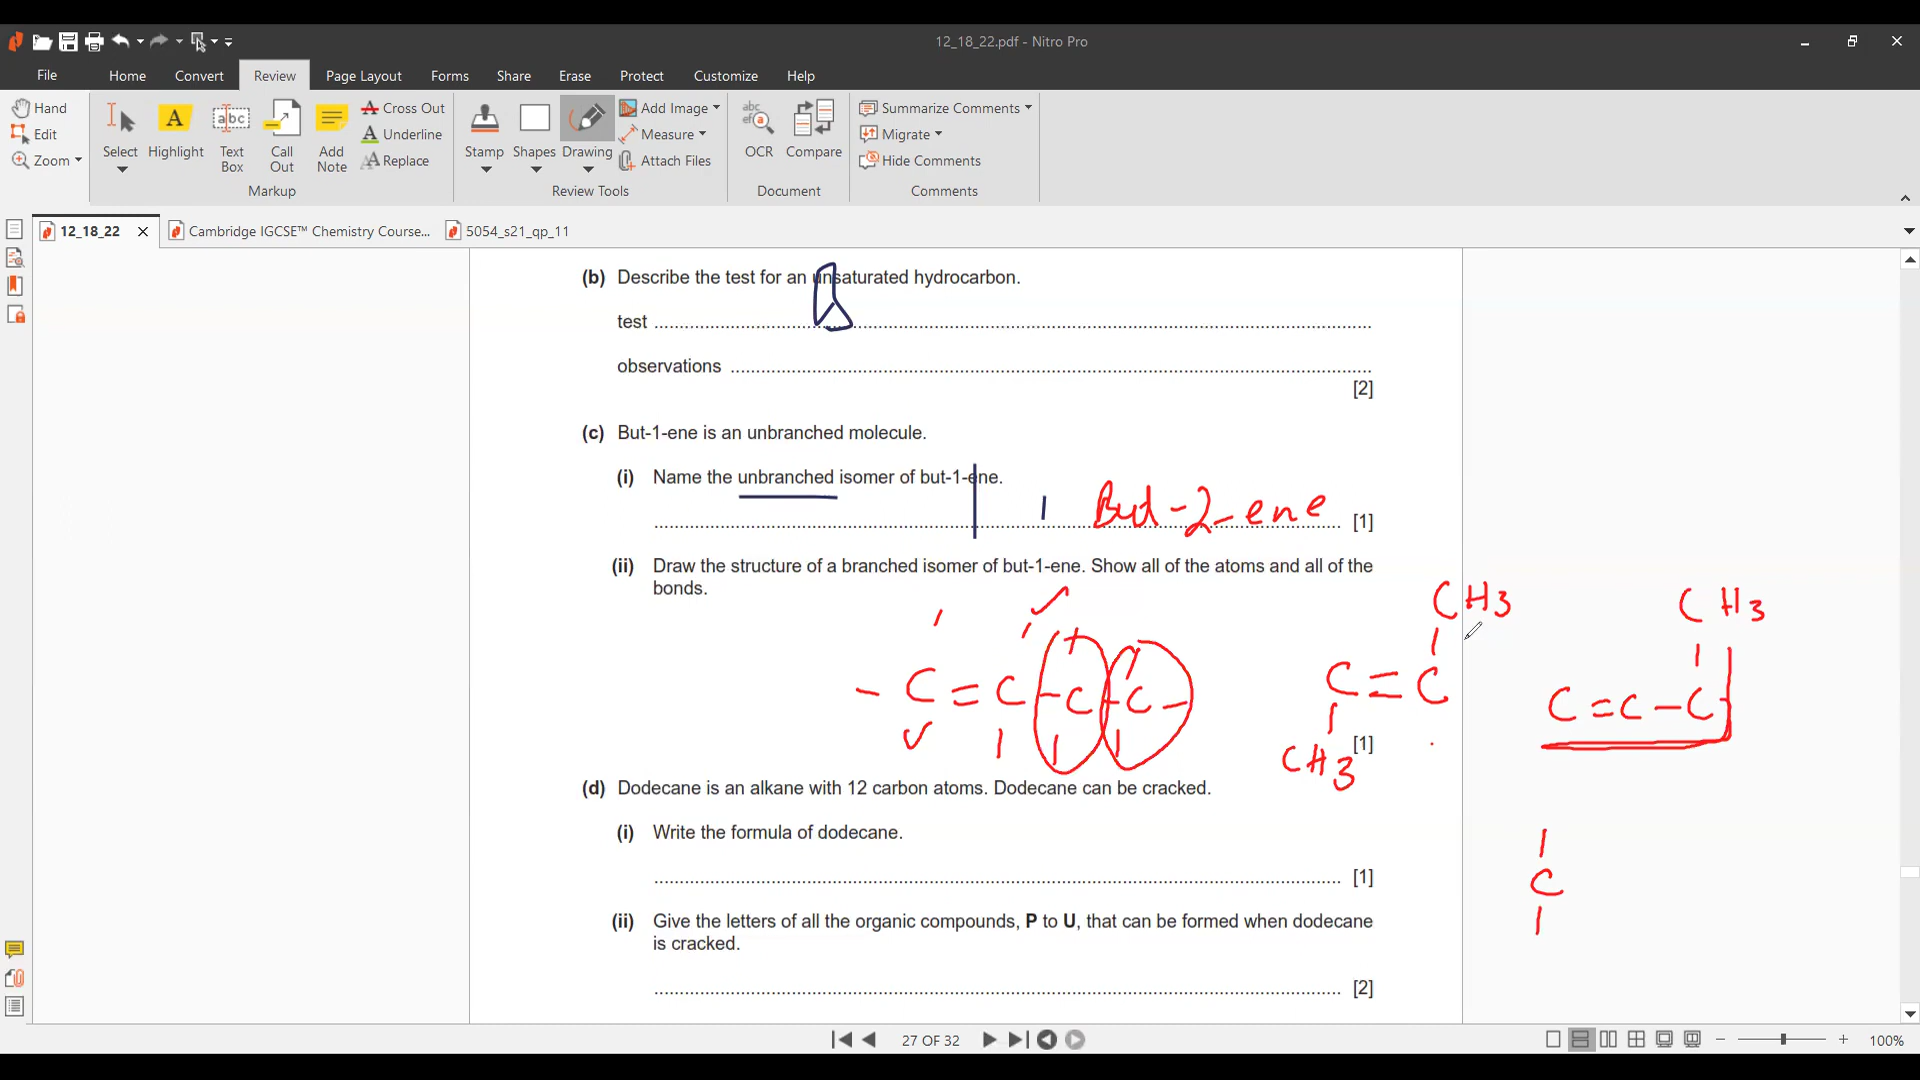 12_18_22.pdf - Nitro Pro
File Home Convert Review Page Layout Forms Share Erase Protect Customize Help
Hand
Edit
Zoom
Select
Highlight
Text Box
Call Out
Add Note
Cross Out
Underline
Replace
Markup
Stamp
Shapes
Drawing
Add Image
Measure
Attach Files
Review Tools
OCR
Compare
Document
Summarize Comments
Migrate
Hide Comments
Comments
12_18_22
Cambridge IGCSE™ Chemistry Course...
5054_s21_qp_11
(b) Describe the test for an unsaturated hydrocarbon.
test ........................................
observations ........................................
[2]
(c) But-1-ene is an unbranched molecule.
(i) Name the unbranched isomer of but-1-ene.
But-2-ene [1]
(ii) Draw the structure of a branched isomer of but-1-ene. Show all of the atoms and all of the
bonds.
CH3 CH3
- C = C - C - C -
C = C
C = C - C
[1]
CH3
(d) Dodecane is an alkane with 12 carbon atoms. Dodecane can be cracked.
(i) Write the formula of dodecane.
........................................ [1]
C
(ii) Give the letters of all the organic compounds, P to U, that can be formed when dodecane
is cracked.
........................................ [2]
27 OF 32
100%